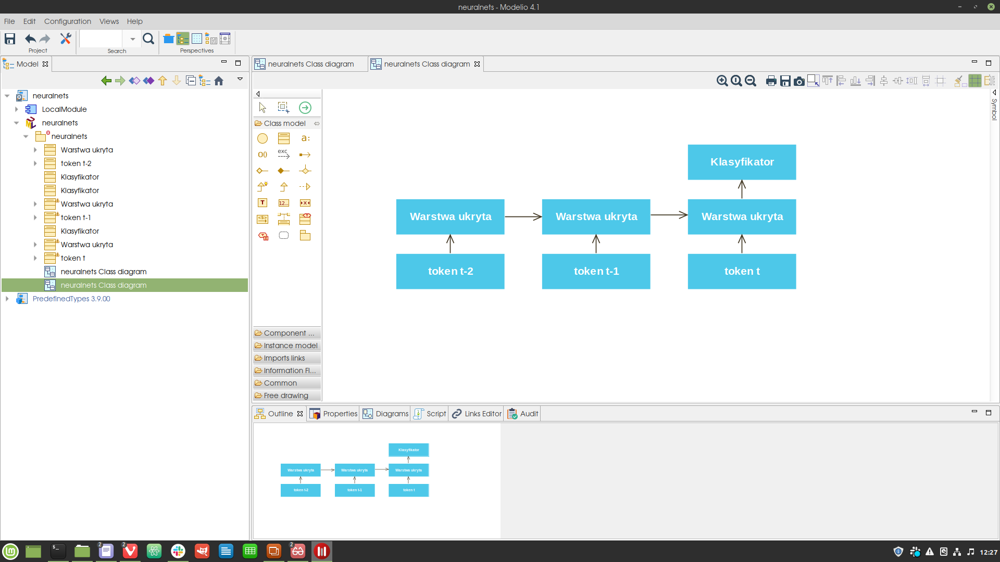 neuralnets - Modelio 4.1
File Edit Configuration Views Help
Project
Search
Perspectives
Model
neuralnets Class diagram
neuralnets Class diagram
neuralnets
LocalModule
neuralnets
neuralnets
Warstwa ukryta
token t-2
Klasyfikator
Klasyfikator
Warstwa ukryta
token t-1
Klasyfikator
Warstwa ukryta
token t
neuralnets Class diagram
neuralnets Class diagram
PredefinedTypes 3.9.00
Class model
a:
O()
exc
T
12...
Component ...
Instance model
Imports links
Information Fl...
Common
Free drawing
Symbol
Klasyfikator
Warstwa ukryta
Warstwa ukryta
Warstwa ukryta
token t-2
token t-1
token t
Outline Properties Diagrams Script Links Editor Audit
Klasyfikator
Warstwa ukryta
Warstwa ukryta
Warstwa ukryta
token t-2
token t-1
token t
2
2
2
12:27